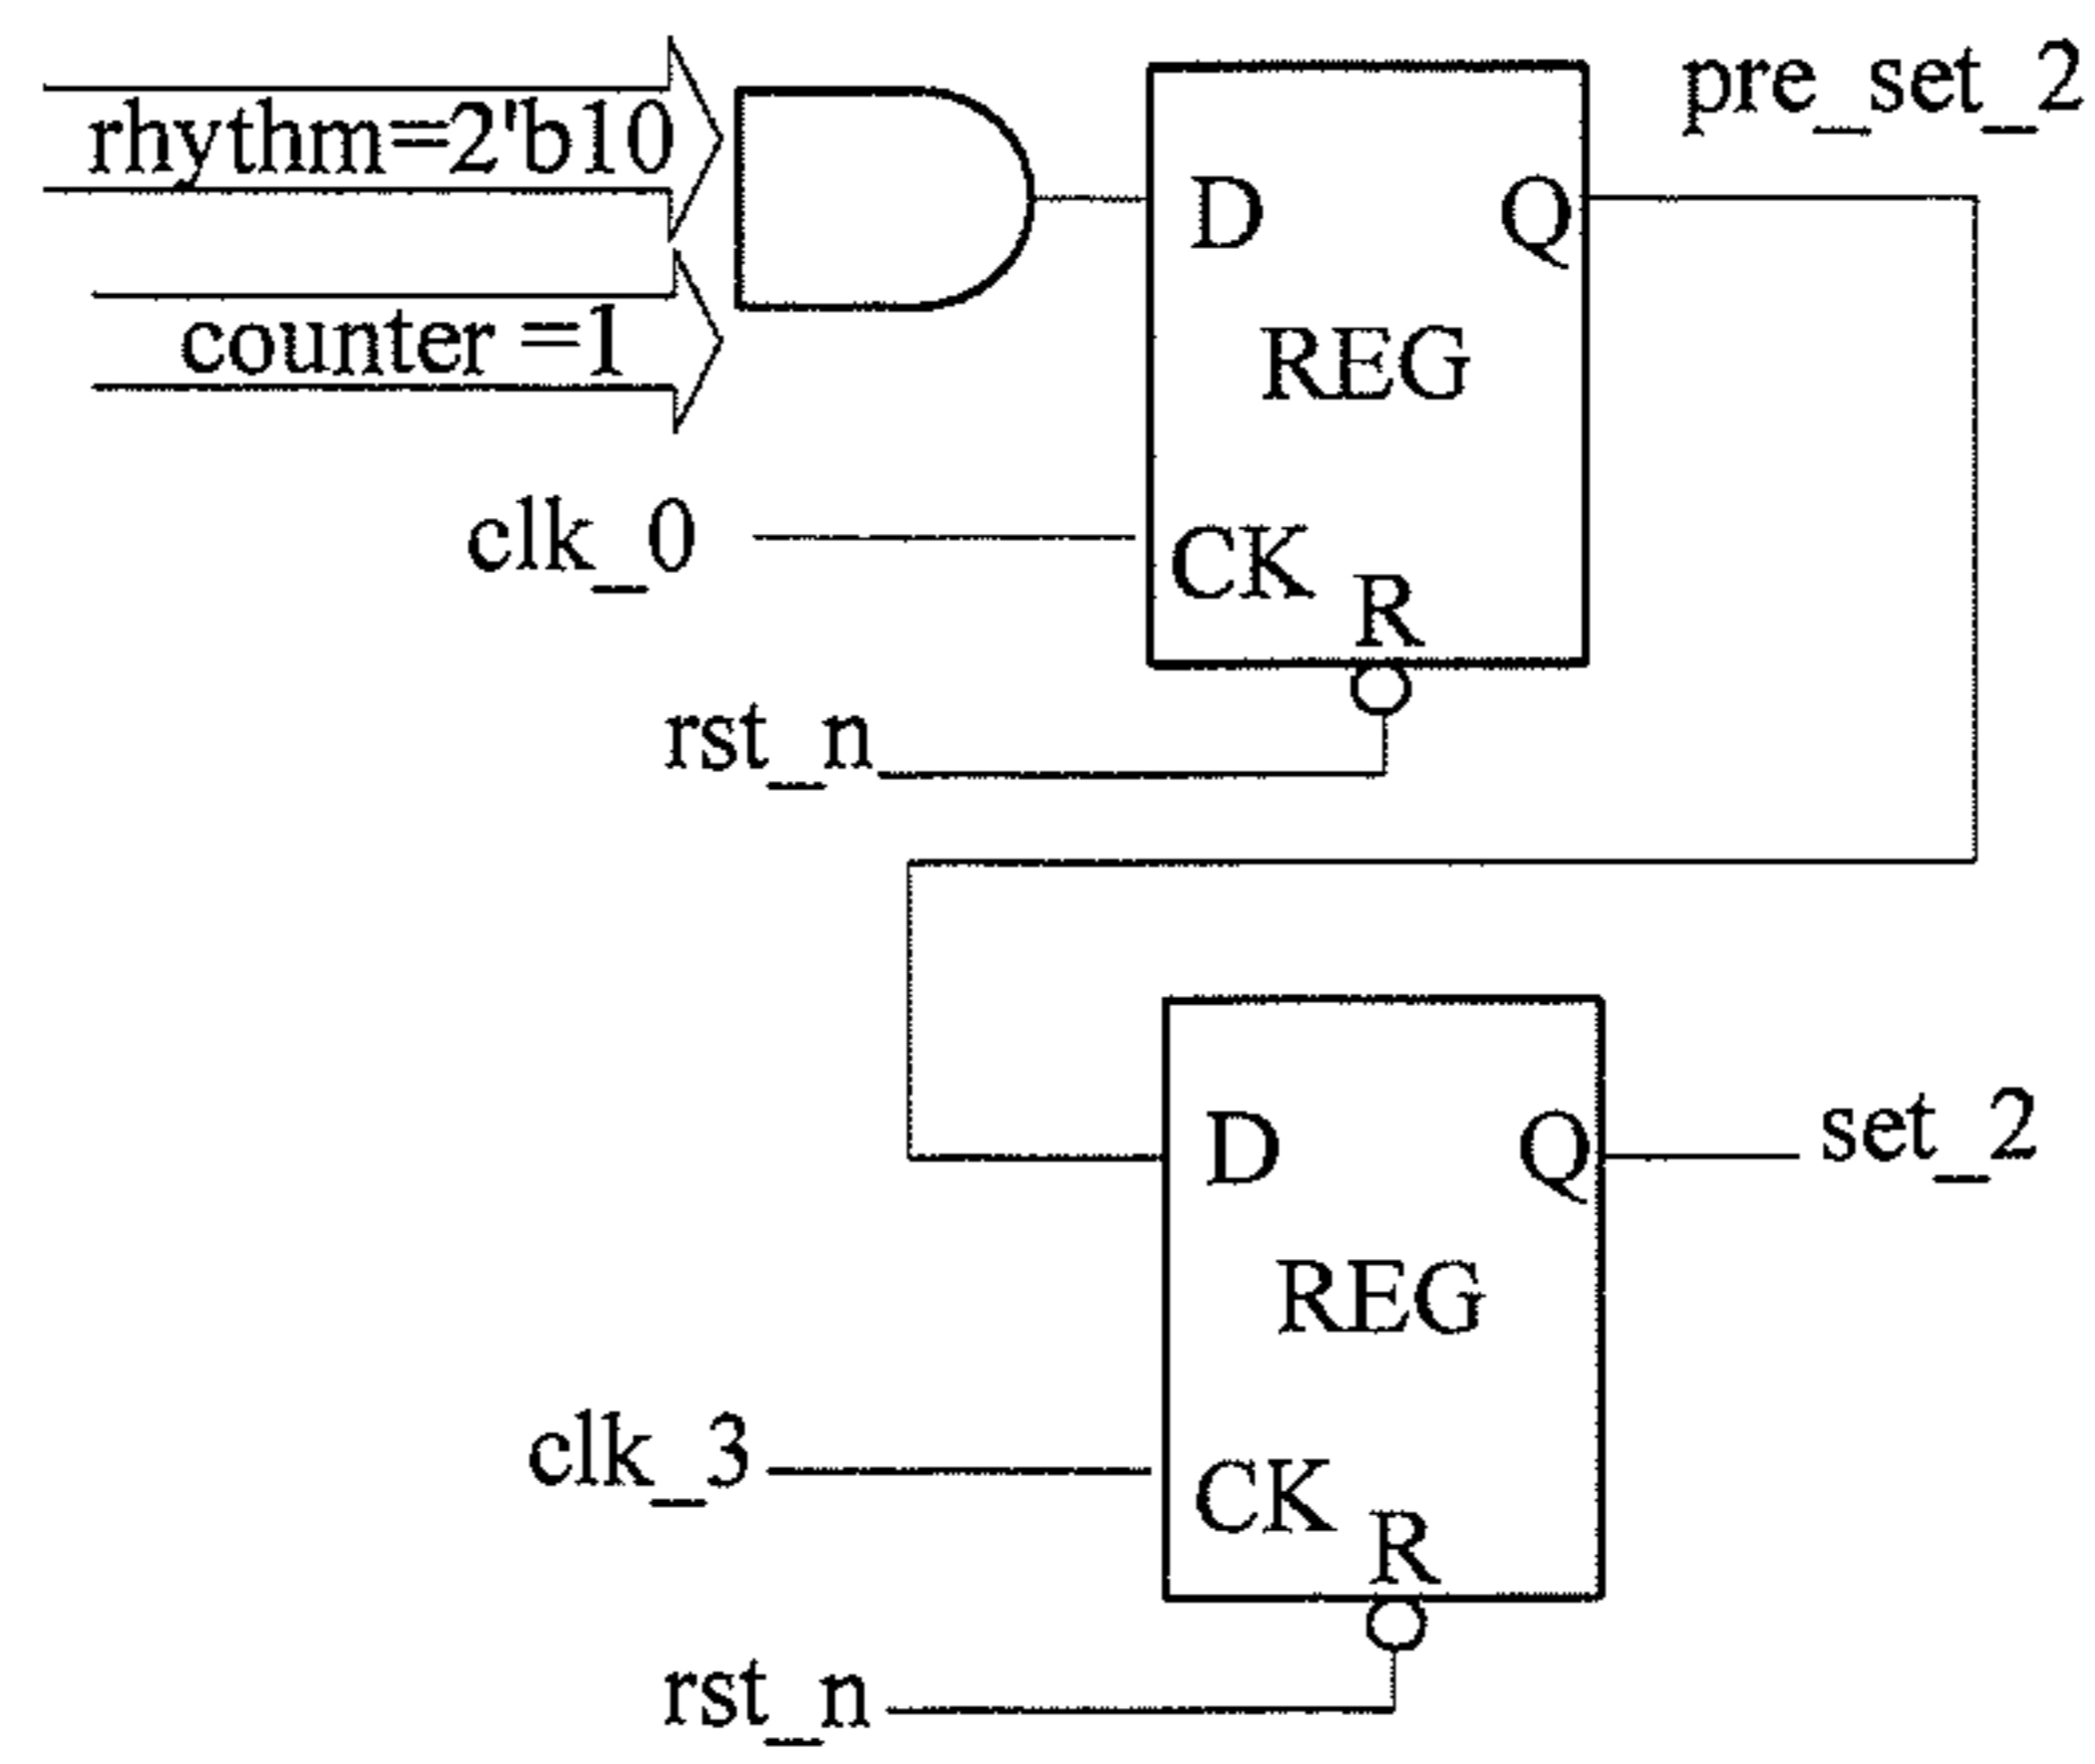 pre_set_2
rhythm=2'b10
D
Q
counter =1
REG
clk_0
CK
R
rst_n
D
Q
set_2
REG
clk_3
CK
R
rst_n